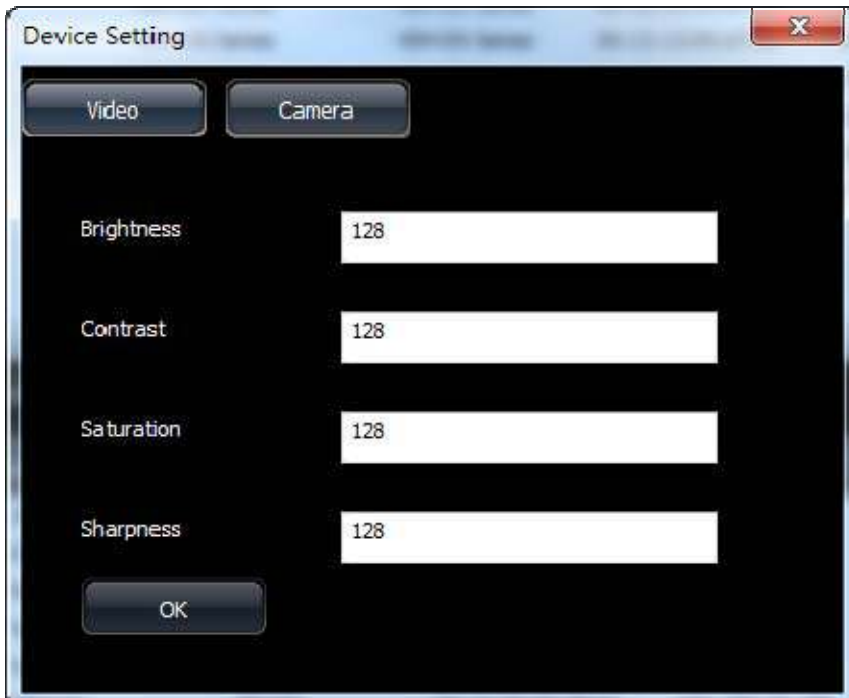 Device Setting
Video Camera
Brightness 128
Contrast 128
Saturation 128
Sharpness 128
OK